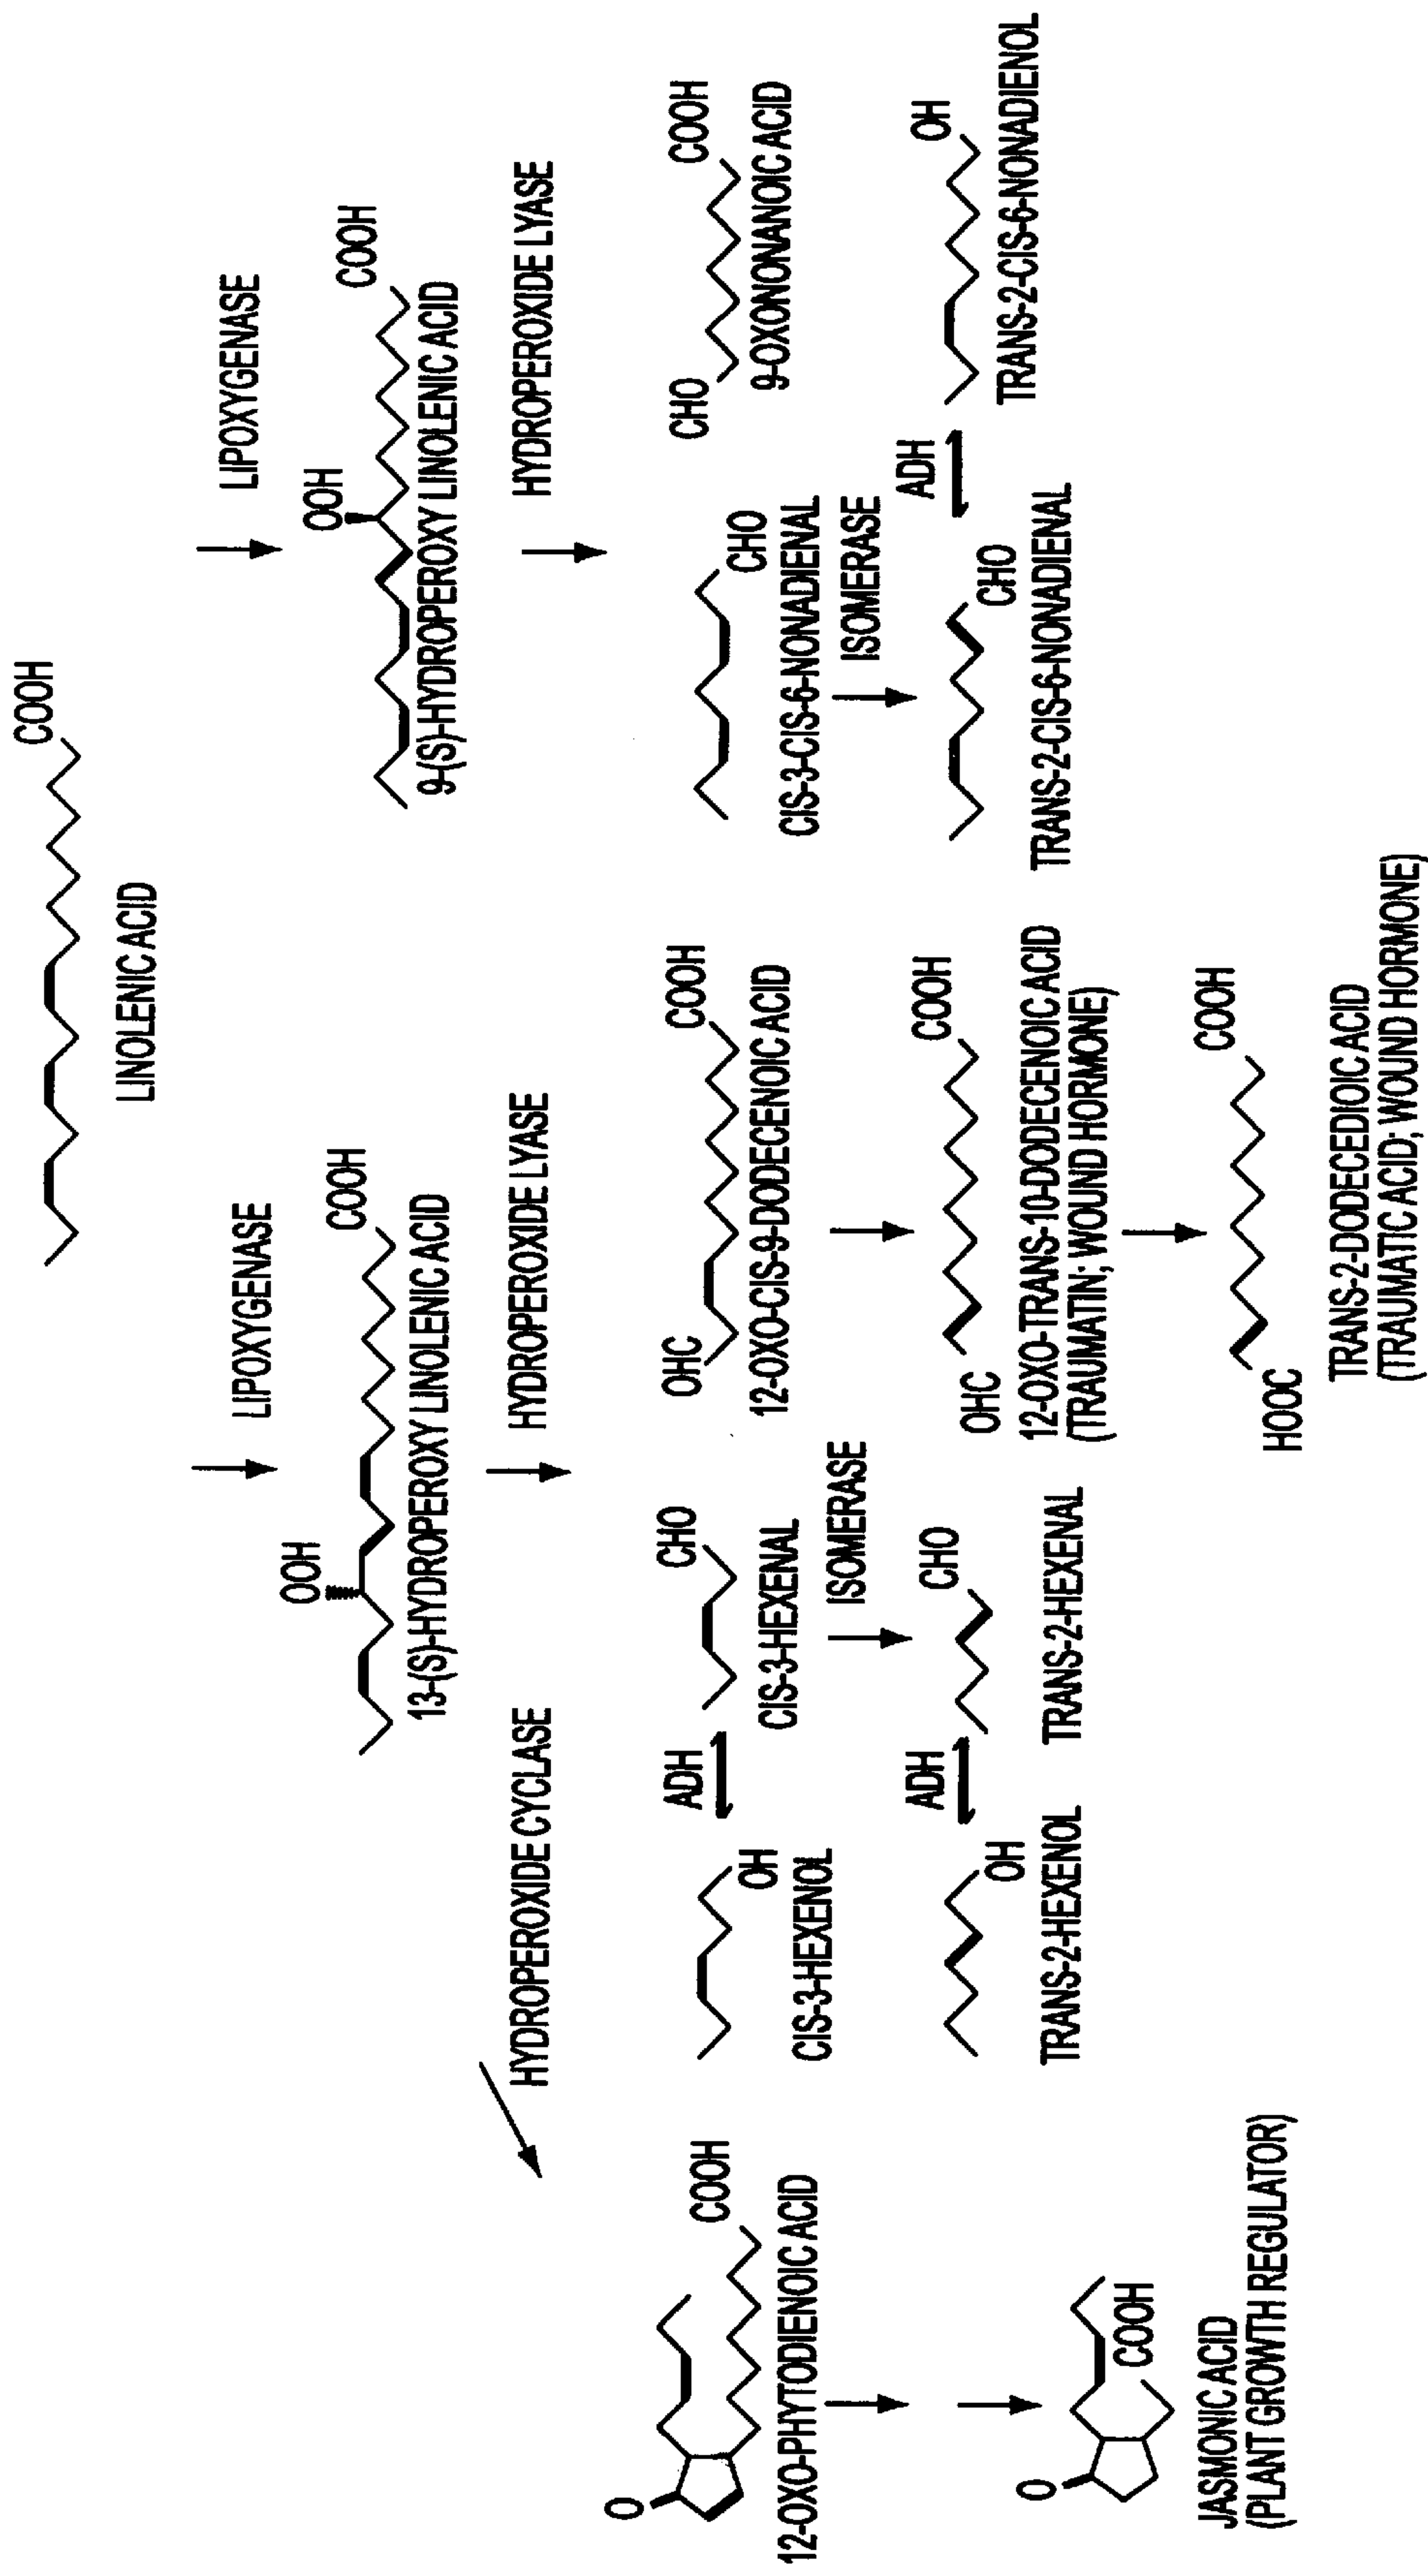 COOH
LINOLENIC ACID
LIPOXYGENASE
LIPOXYGENASE
OOH
COOH
13-(S)-HYDROPEROXY LINOLENIC ACID
OOH
COOH
9-(S)-HYDROPEROXY LINOLENIC ACID
HYDROPEROXIDE CYCLASE
HYDROPEROXIDE LYASE
HYDROPEROXIDE LYASE
O
COOH
12-OXO-PHYTODIENOIC ACID
OH
CIS-3-HEXENOL
ADH
CHO
CIS-3-HEXENAL
OHC
COOH
12-OXO-CIS-9-DODECENOIC ACID
CHO
CIS-3-CIS-6-NONADIENAL
CHO
COOH
9-OXONONANOIC ACID
ISOMERASE
ISOMERASE
O
COOH
JASMONIC ACID
(PLANT GROWTH REGULATOR)
OH
TRANS-2-HEXENOL
ADH
CHO
TRANS-2-HEXENAL
OHC
COOH
12-OXO-TRANS-10-DODECENOIC ACID
(TRAUMATIN; WOUND HORMONE)
CHO
TRANS-2-CIS-6-NONADIENAL
ADH
OH
TRANS-2-CIS-6-NONADIENOL
HOOC
COOH
TRANS-2-DODECEDIOIC ACID
(TRAUMATIC ACID; WOUND HORMONE)